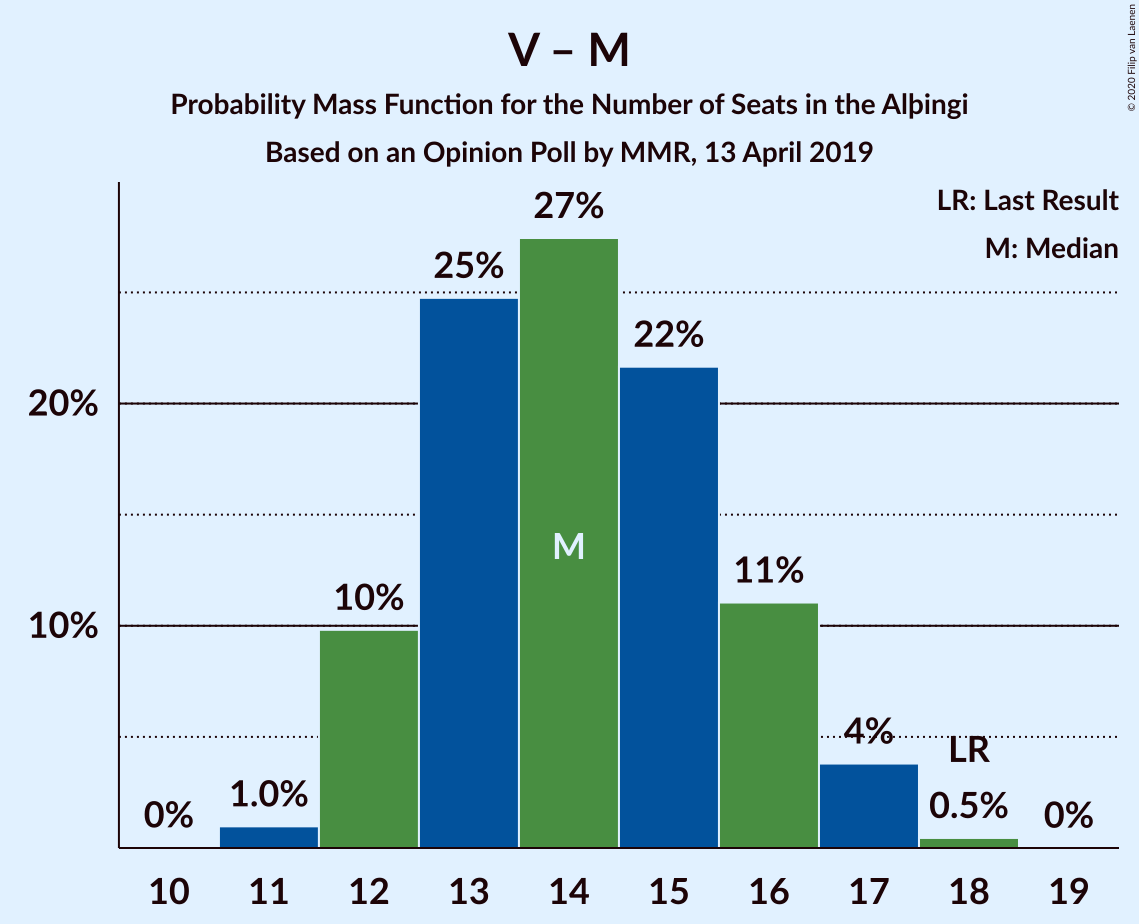 V – M
Probability Mass Function for the Number of Seats in the Alþingi
Based on an Opinion Poll by MMR, 13 April 2019
© 2020 Filip van Laenen
LR: Last Result
M: Median
27%
25%
22%
20%
M
11%
10%
10%
4%
LR
1.0%
0.5%
0%
0%
10 11 12 13 14 15 16 17 18 19